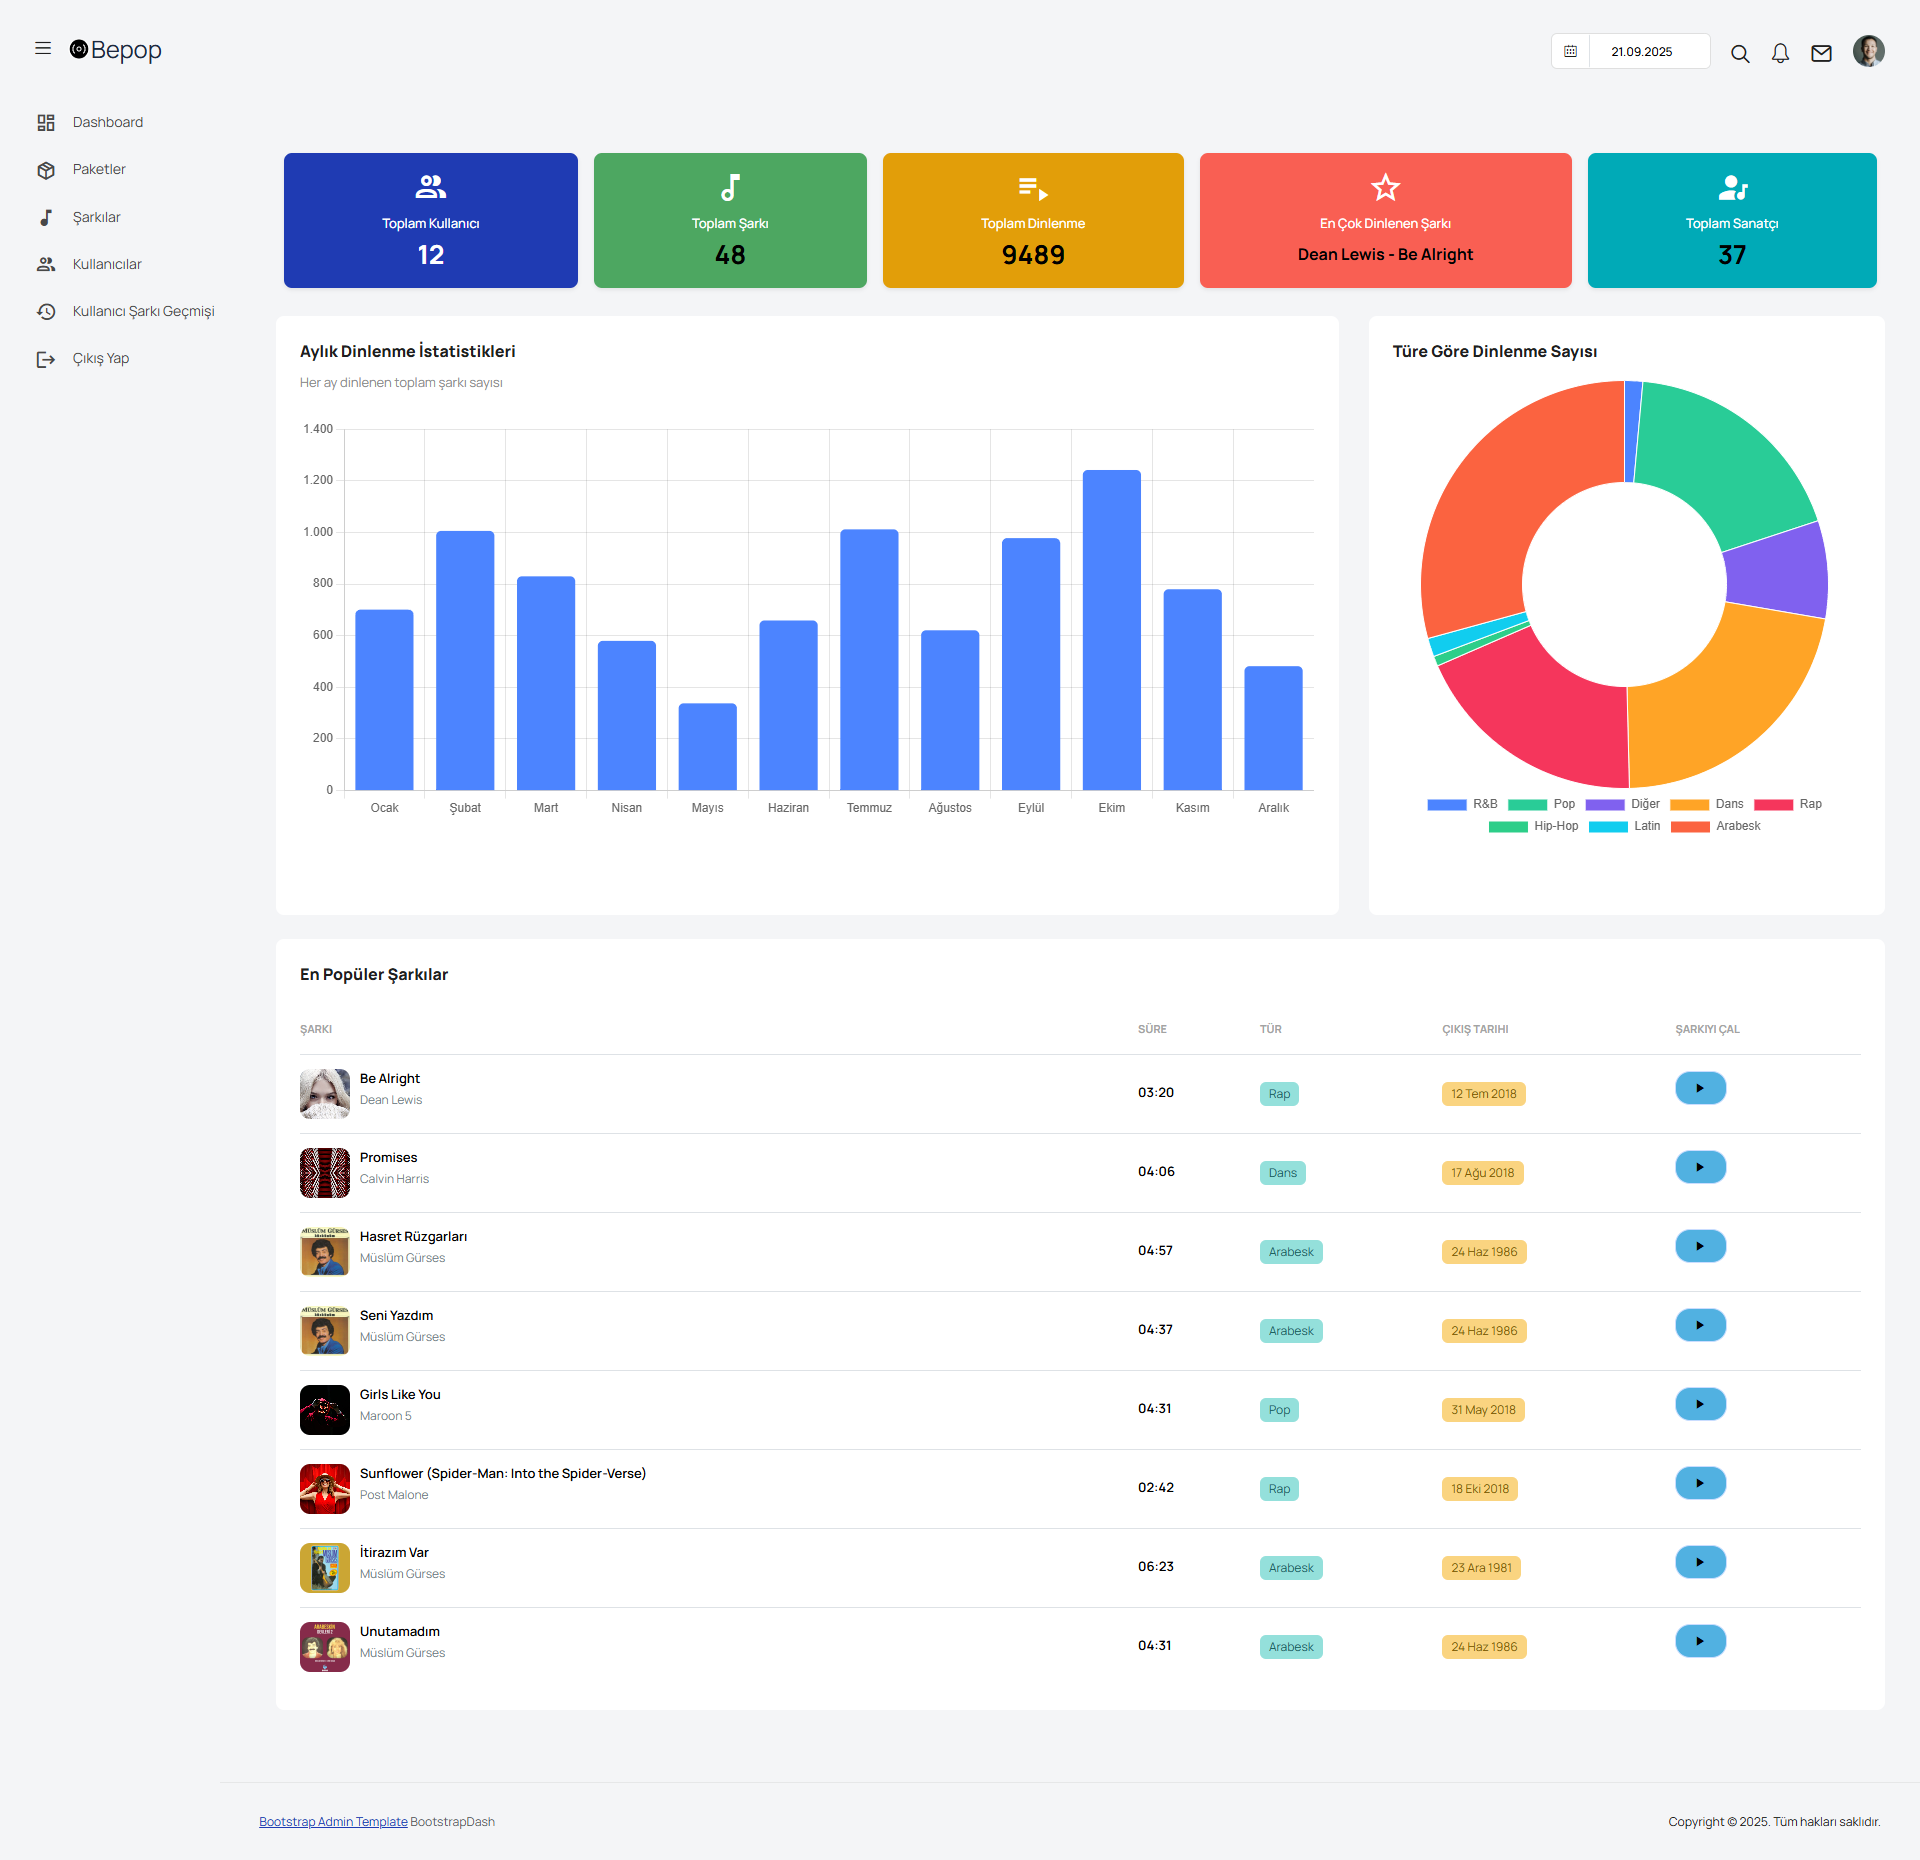 Bepop
21.09.2025
Dashboard
Paketler
Şarkılar
Kullanıcılar
Kullanıcı Şarkı Geçmişi
Çıkış Yap
Toplam Kullanıcı
12
Toplam Şarkı
48
Toplam Dinlenme
9489
En Çok Dinlenen Şarkı
Dean Lewis - Be Alright
Toplam Sanatçı
37
Aylık Dinlenme İstatistikleri
Her ay dinlenen toplam şarkı sayısı
1.400
1.200
1.000
800
600
400
200
0
Ocak Şubat Mart Nisan Mayıs Haziran Temmuz Ağustos Eylül Ekim Kasım Aralık
Türe Göre Dinlenme Sayısı
R&B Pop Diğer Dans Rap
Hip-Hop Latin Arabesk
En Popüler Şarkılar
ŞARKI SÜRE TÜR ÇIKIŞ TARIHI ŞARKIYI ÇAL
Be Alright
Dean Lewis
03:20 Rap 12 Tem 2018
Promises
Calvin Harris
04:06 Dans 17 Ağu 2018
MÜSLÜM GÜRSES
Hasret Rüzgarları
Müslüm Gürses
04:57 Arabesk 24 Haz 1986
MÜSLÜM GÜRSES
Seni Yazdım
Müslüm Gürses
04:37 Arabesk 24 Haz 1986
Girls Like You
Maroon 5
04:31 Pop 31 May 2018
Sunflower (Spider-Man: Into the Spider-Verse)
Post Malone
02:42 Rap 18 Eki 2018
İtirazım Var
Müslüm Gürses
06:23 Arabesk 23 Ara 1981
Unutamadım
Müslüm Gürses
04:31 Arabesk 24 Haz 1986
Bootstrap Admin Template BootstrapDash
Copyright © 2025. Tüm hakları saklıdır.